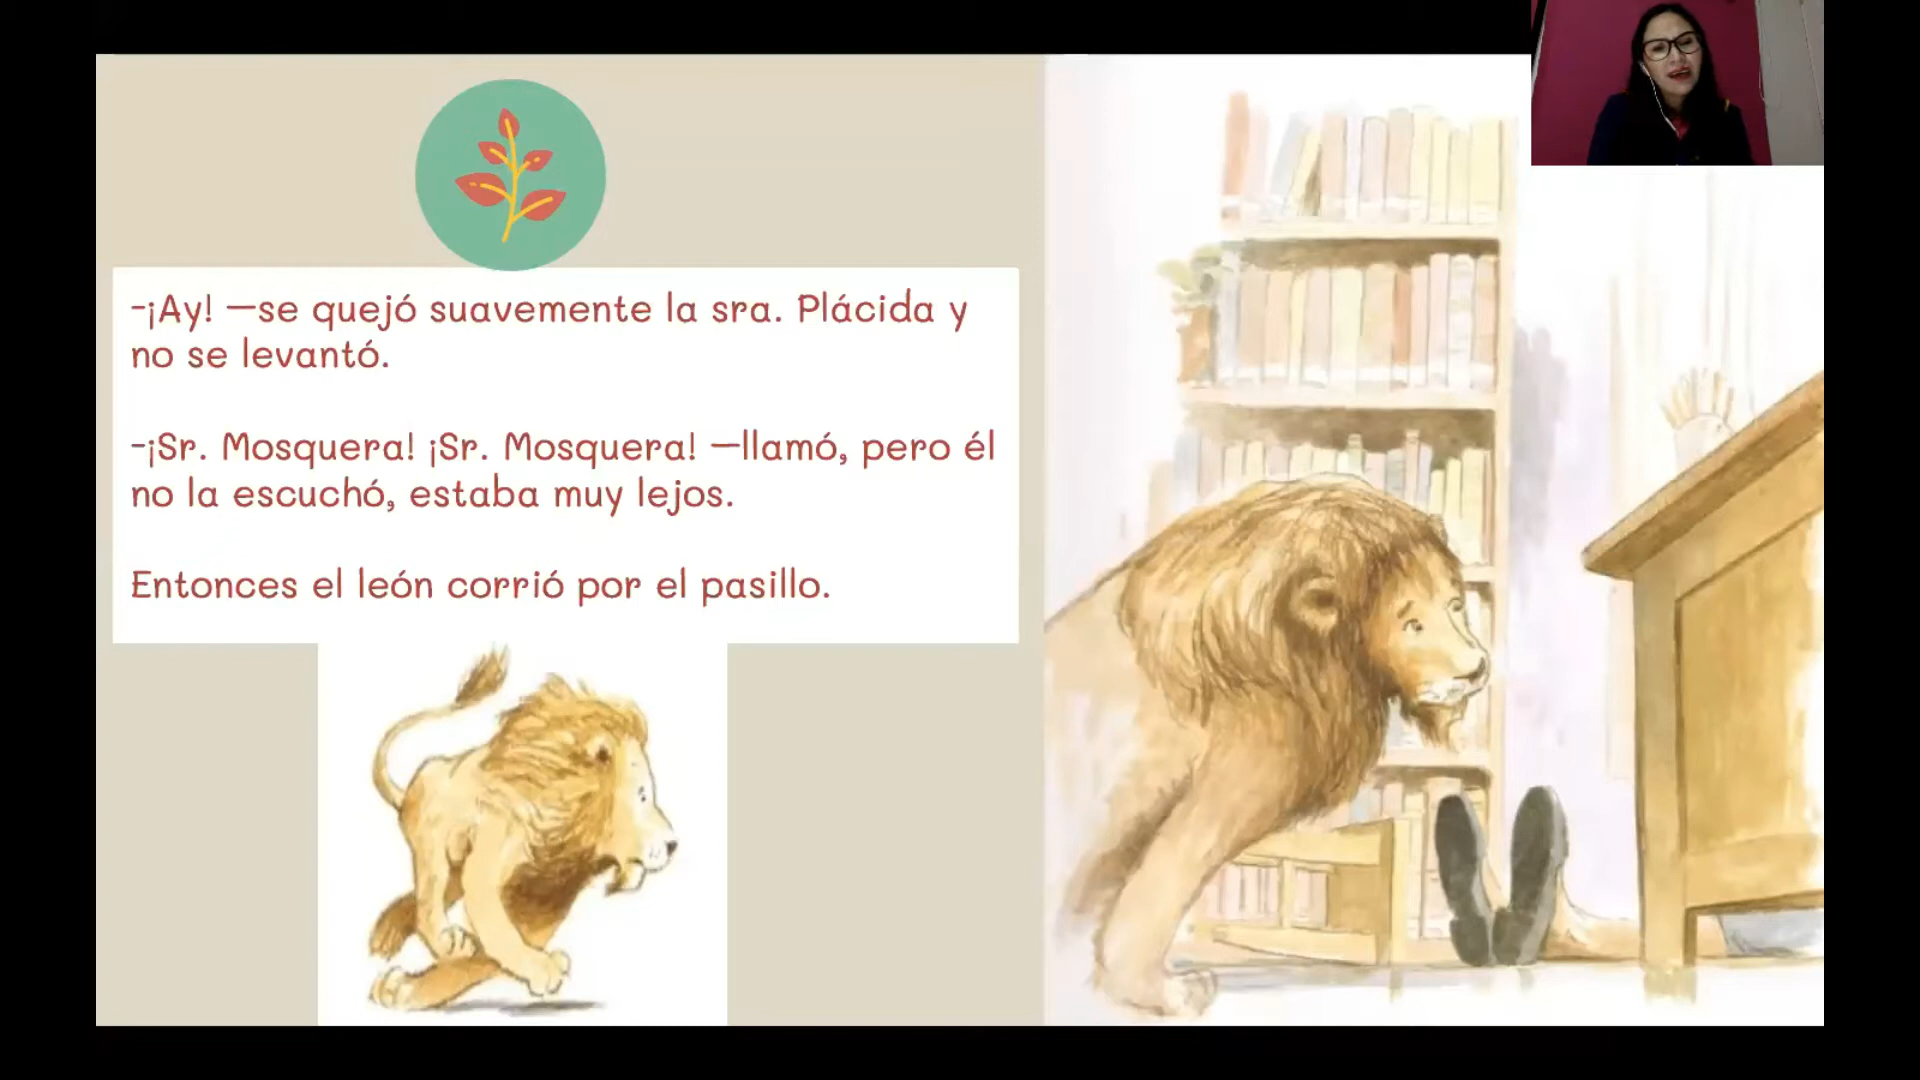 -¡Ay! —se quejó suavemente la sra. Plácida y
no se levantó.
-¡Sr. Mosquera! ¡Sr. Mosquera! —llamó, pero él
no la escuchó, estaba muy lejos.
Entonces el león corrió por el pasillo.